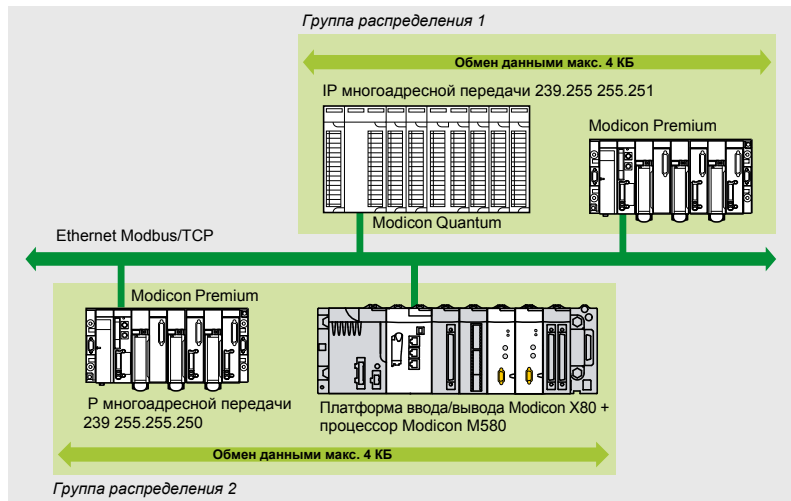 Группа распределения 1
Обмен данными макс. 4 КБ
IP многоадресной передачи 239.255 255.251
Modicon Premium
Modicon Quantum
Ethernet Modbus/TCP
Modicon Premium
Р многоадресной передачи
239 255.255.250
Платформа ввода/вывода Modicon X80 +
процессор Modicon M580
Обмен данными макс. 4 КБ
Группа распределения 2